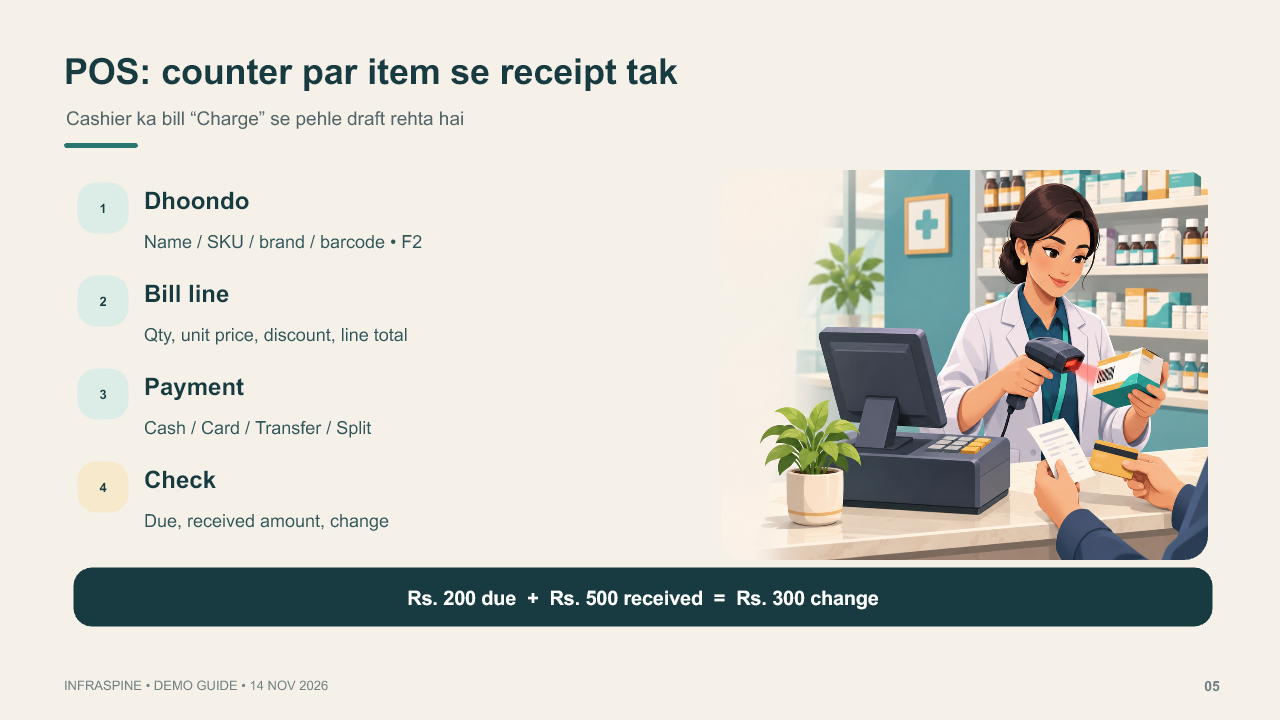 POS: counter par item se receipt tak
Cashier ka bill “Charge” se pehle draft rehta hai
1
Dhoondo
Name / SKU / brand / barcode • F2
2
Bill line
Qty, unit price, discount, line total
3
Payment
Cash / Card / Transfer / Split
4
Check
Due, received amount, change
Rs. 200 due + Rs. 500 received = Rs. 300 change
INFRASPINE • DEMO GUIDE • 14 NOV 2026
05